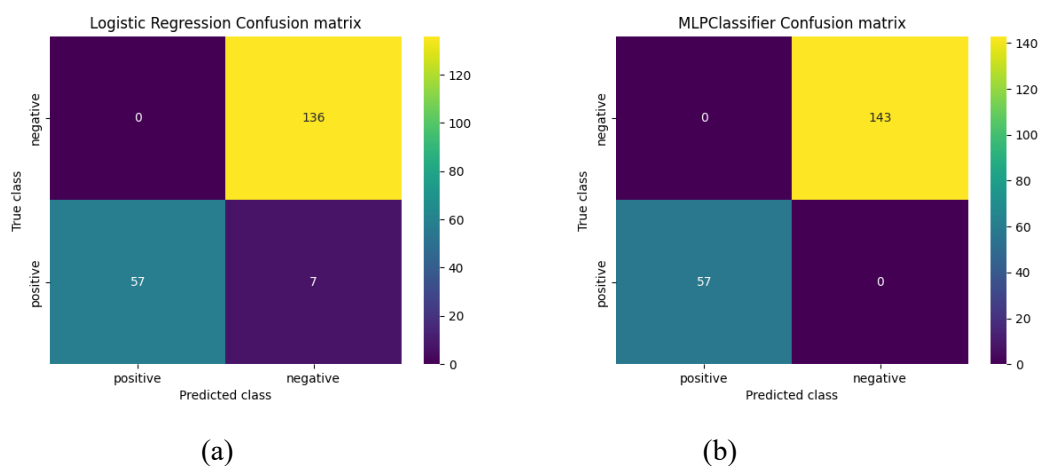 Logistic Regression Confusion matrix
negative
positive
True class
0
136
57
7
positive
negative
Predicted class
120
100
80
60
40
20
0
(a)
MLPClassifier Confusion matrix
negative
positive
True class
0
143
57
0
positive
negative
Predicted class
140
120
100
80
60
40
20
0
(b)